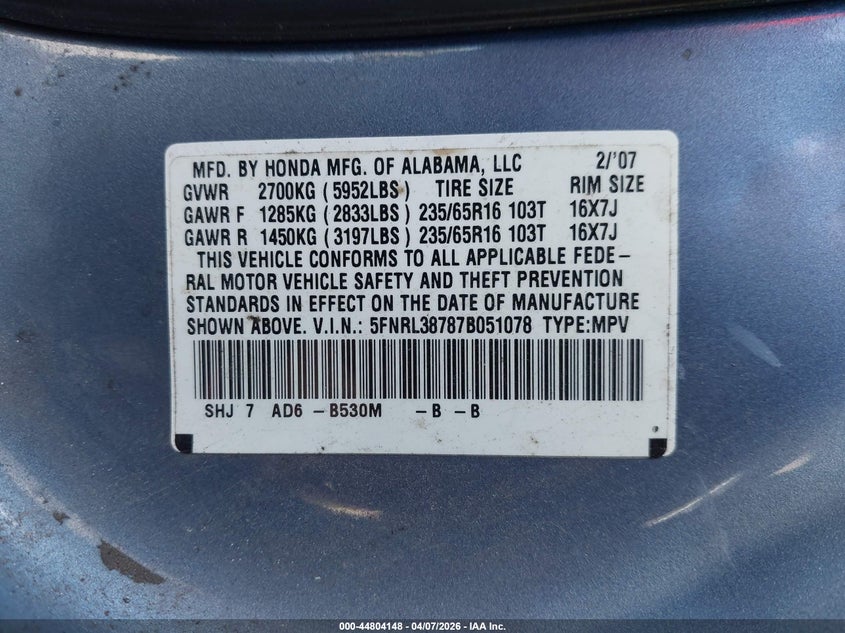 MFD. BY HONDA MFG. OF ALABAMA, LLC 2/'07
GVWR 2700KG (5952LBS) TIRE SIZE RIM SIZE
GAWR F 1285KG (2833LBS) 235/65R16 103T 16X7J
GAWR R 1450KG (3197LBS) 235/65R16 103T 16X7J
THIS VEHICLE CONFORMS TO ALL APPLICABLE FEDE-
RAL MOTOR VEHICLE SAFETY AND THEFT PREVENTION
STANDARDS IN EFFECT ON THE DATE OF MANUFACTURE
SHOWN ABOVE. V.I.N.: 5FNRL38787B051078 TYPE:MPV
SHJ 7 AD6 -B530M -B -B
000-44804148 - 04/07/2026 - IAA Inc.